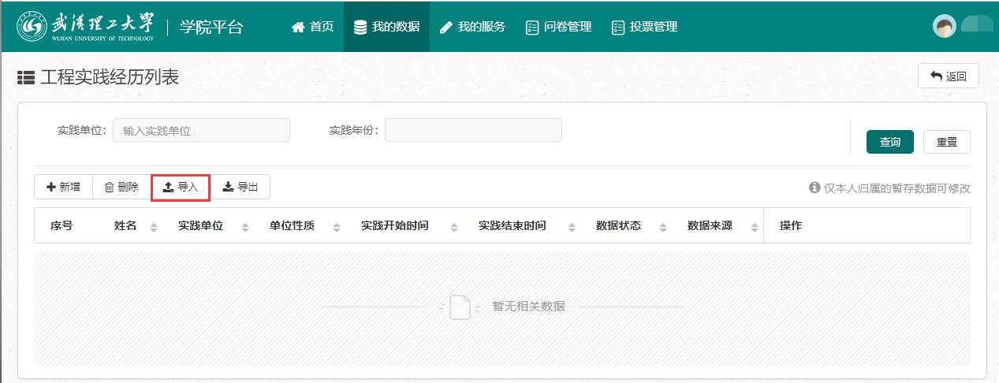 武汉理工大学 学院平台 首页 我的数据 我的服务 问卷管理 投票管理
WUHAN UNIVERSITY OF TECHNOLOGY
工程实践经历列表 返回
实践单位： 输入实践单位 实践年份：
查询 重置
新增 删除 导入 导出 仅本人归属的暂存数据可修改
序号 姓名 实践单位 单位性质 实践开始时间 实践结束时间 数据状态 数据来源 操作
暂无相关数据